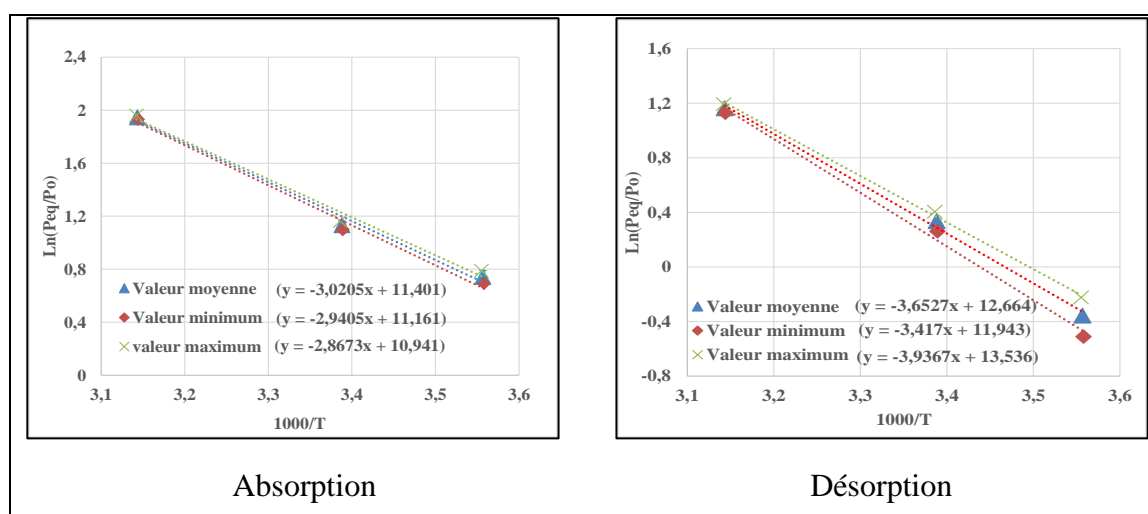 2,4
2
1,6
1,2
0,8
0,4
0
Ln(Peq/Po)
Valeur moyenne (y = -3,0205x + 11,401)
Valeur minimum (y = -2,9405x + 11,161)
valeur maximum (y = -2,8673x + 10,941)
3,1 3,2 3,3 3,4 3,5 3,6
1000/T
Absorption
1,6
1,2
0,8
0,4
0
-0,4
-0,8
Ln(Peq/Po)
Valeur moyenne (y = -3,6527x + 12,664)
Valeur minimum (y = -3,417x + 11,943)
Valeur maximum (y = -3,9367x + 13,536)
3,1 3,2 3,3 3,4 3,5 3,6
1000/T
Désorption